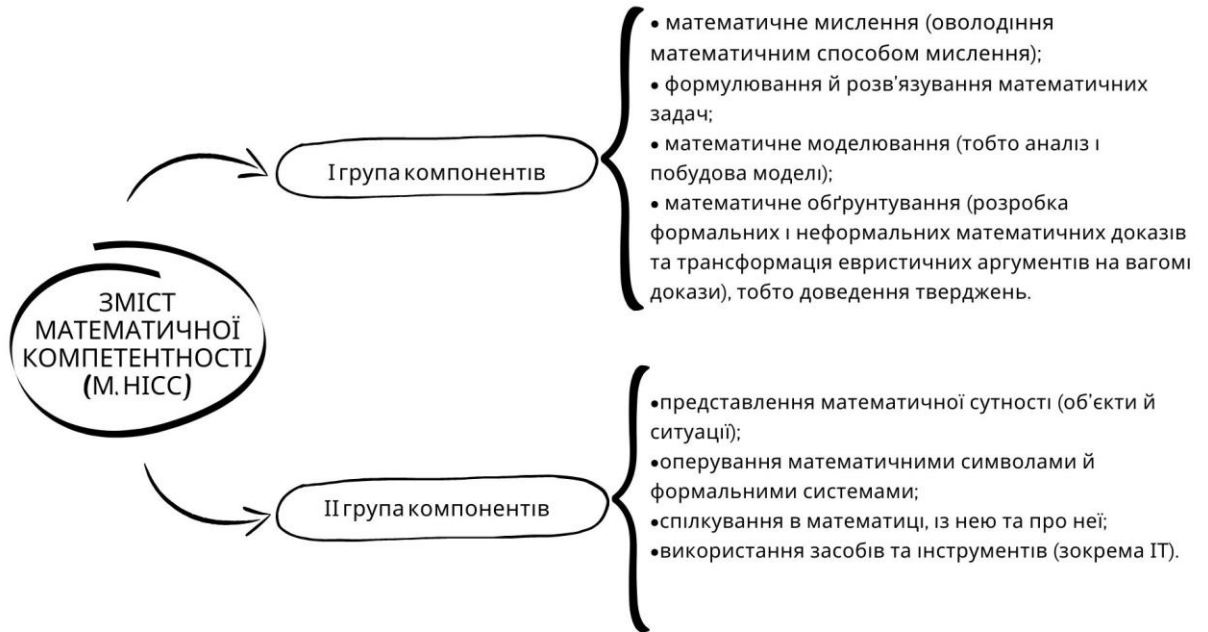 • математичне мислення (оволодіння
математичним способом мислення);
• формулювання й розв'язування математичних
задач;
• математичне моделювання (тобто аналіз і
побудова моделі);
• математичне обґрунтування (розробка
формальних і неформальних математичних доказів
та трансформація евристичних аргументів на вагомі
докази), тобто доведення тверджень.
I група компонентів
ЗМІСТ
МАТЕМАТИЧНОЇ
КОМПЕТЕНТНОСТІ
(М. НІСС)
II група компонентів
•представлення математичної сутності (об'єкти й
ситуації);
•оперування математичними символами й
формальними системами;
•спілкування в математиці, із нею та про неї;
•використання засобів та інструментів (зокрема ІТ).